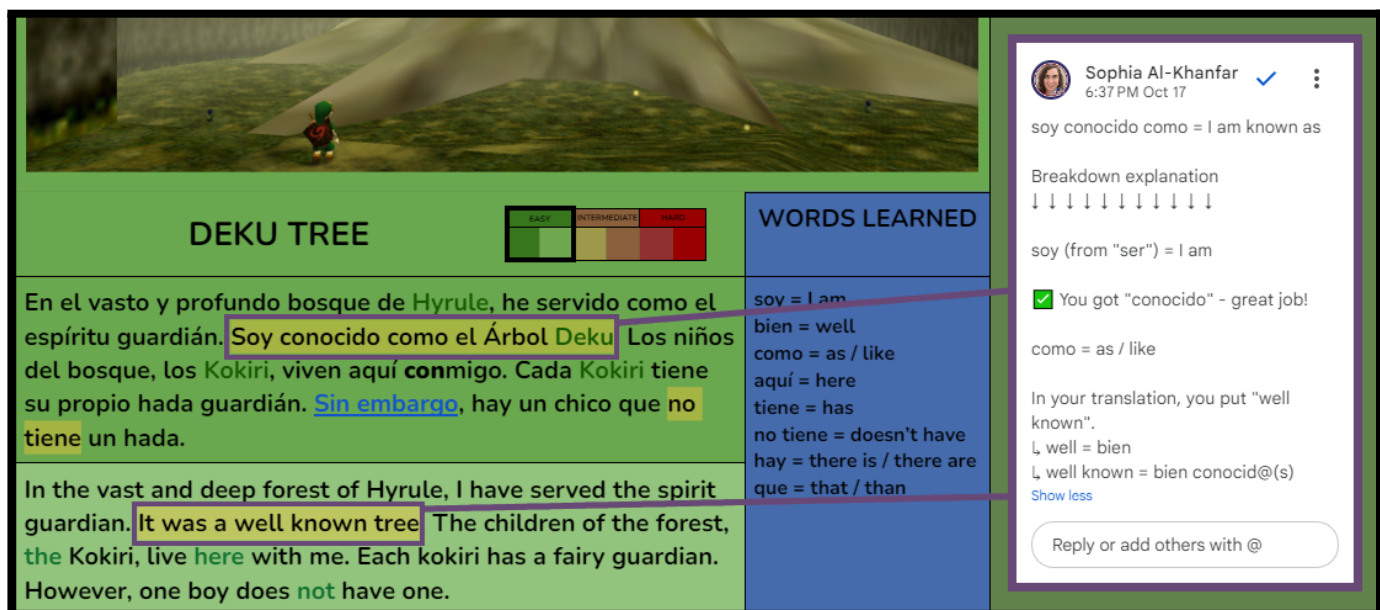 DEKU TREE
EASY
INTERMEDIATE
HARD
WORDS LEARNED
En el vasto y profundo bosque de Hyrule, he servido como el
espíritu guardián. Soy conocido como el Árbol Deku Los niños
del bosque, los Kokiri, viven aquí conmigo. Cada Kokiri tiene
su propio hada guardián. Sin embargo, hay un chico que no
tiene un hada.
In the vast and deep forest of Hyrule, I have served the spirit
guardian. It was a well known tree The children of the forest,
the Kokiri, live here with me. Each kokiri has a fairy guardian.
However, one boy does not have one.
soy = I am
bien = well
como = as / like
aquí = here
tiene = has
no tiene = doesn't have
hay = there is / there are
que = that / than
Sophia Al-Khanfar
6:37 PM Oct 17
soy conocido como = I am known as
Breakdown explanation
↓ ↓ ↓ ↓ ↓ ↓ ↓ ↓ ↓ ↓ ↓
soy (from "ser") = I am
✅ You got "conocido" - great job!
como = as / like
In your translation, you put "well
known".
↳ well = bien
↳ well known = bien conocid@(s)
Show less
Reply or add others with @